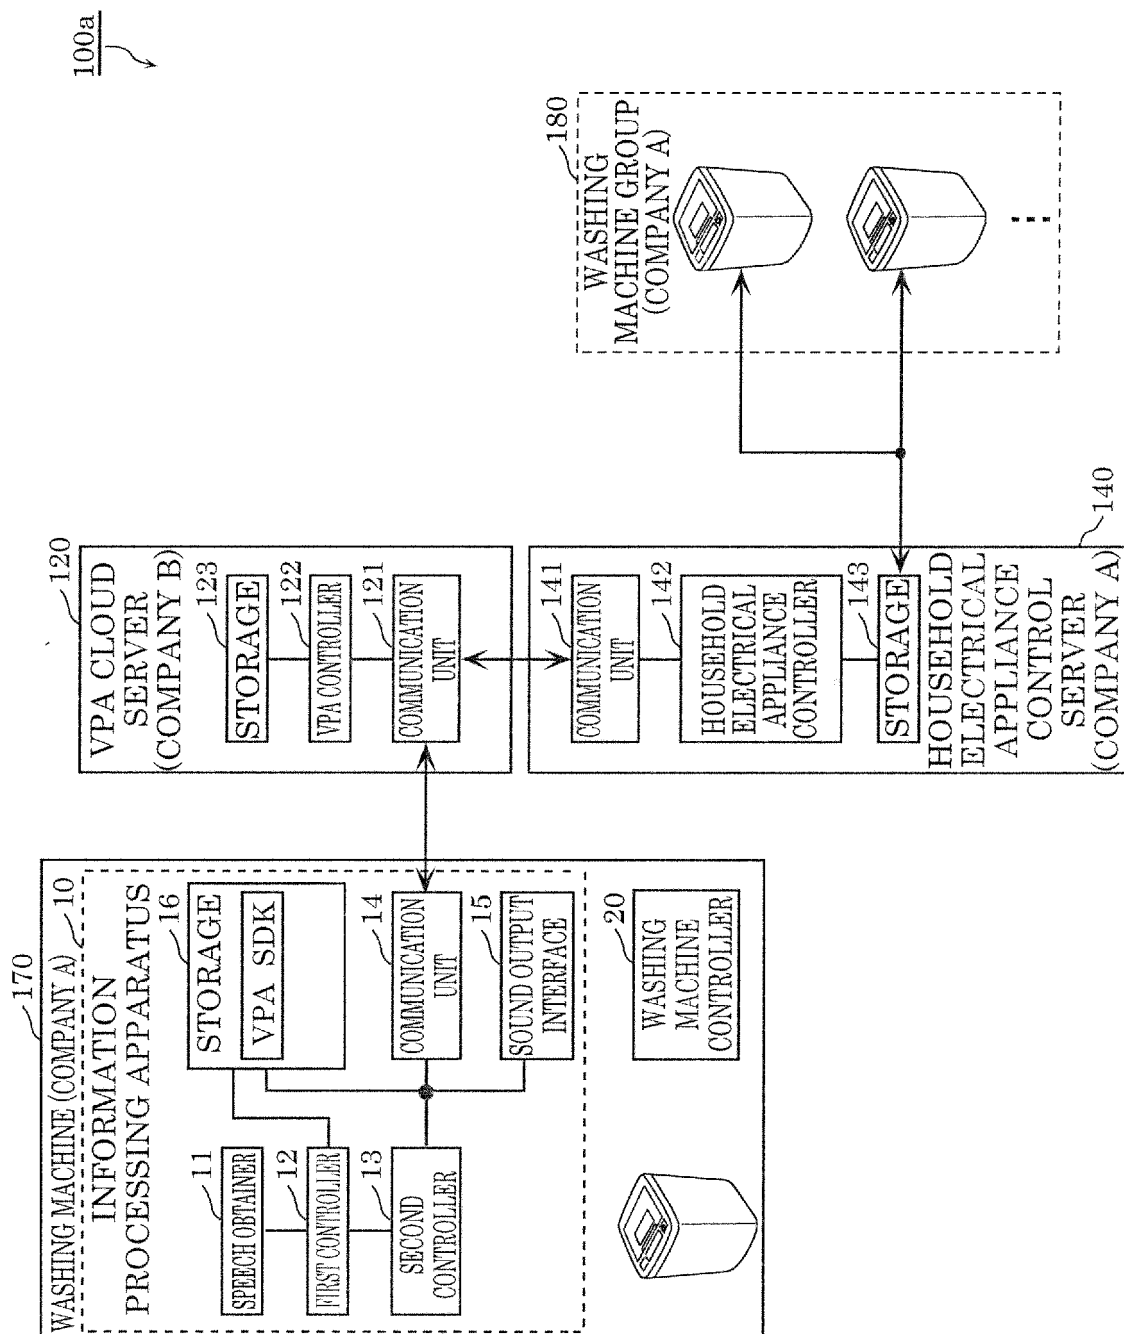 100a
170
WASHING MACHINE (COMPANY A)
10
INFORMATION
PROCESSING APPARATUS
11
SPEECH OBTAINER
12
FIRST CONTROLLER
13
SECOND
CONTROLLER
16
STORAGE
VPA SDK
14
COMMUNICATION
UNIT
15
SOUND OUTPUT
INTERFACE
20
WASHING
MACHINE
CONTROLLER
120
VPA CLOUD
SERVER
(COMPANY B)
123
STORAGE
122
VPA CONTROLLER
121
COMMUNICATION
UNIT
141
COMMUNICATION
UNIT
142
HOUSEHOLD
ELECTRICAL
APPLIANCE
CONTROLLER
143
STORAGE
HOUSEHOLD
ELECTRICAL
APPLIANCE
CONTROL
SERVER
(COMPANY A)
140
180
WASHING
MACHINE GROUP
(COMPANY A)